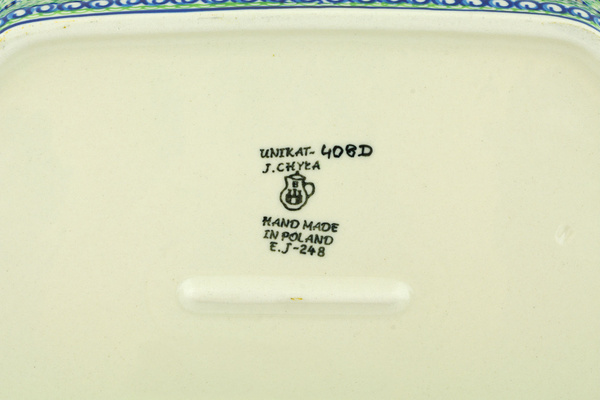 UNIKAT- 408D
J. CHYŁA
B
HAND MADE
IN POLAND
E.J-248